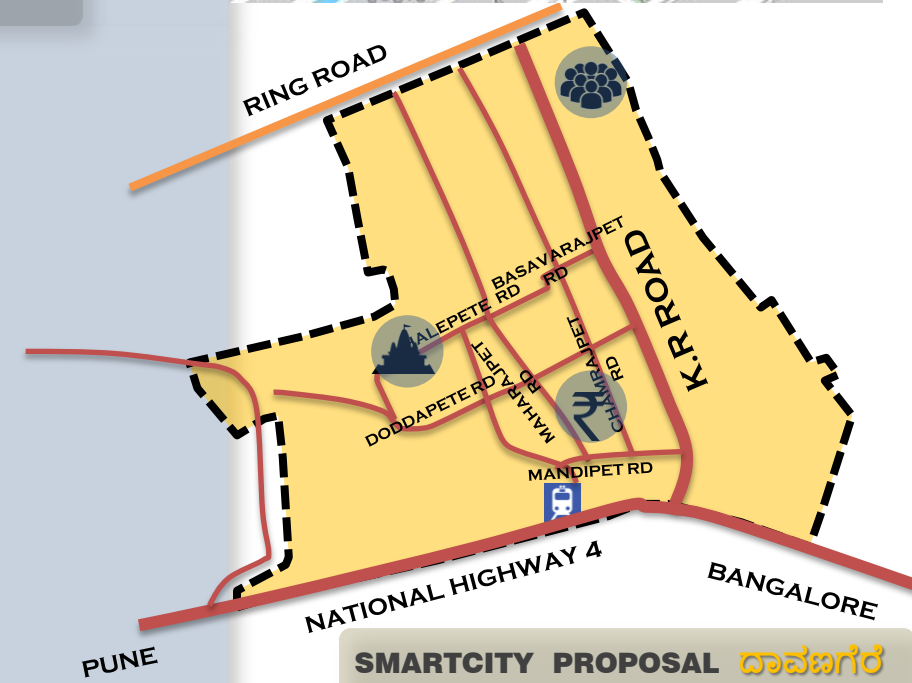 RING ROAD
BASAVARAJPET
RD
ALEPETE RD
K.R ROAD
CHAMRAJPET
RD
MAHARAJPET
RD
DODDAPETE RD
MANDIPET RD
NATIONAL HIGHWAY 4
BANGALORE
PUNE
SMARTCITY PROPOSAL ದಾವಣಗೆರೆ